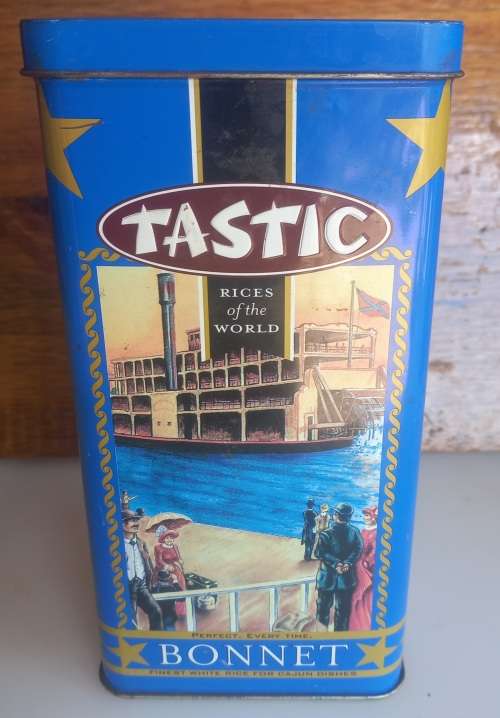 TASTIC
RICES
of the
WORLD
PERFECT. EVERY TIME.
BONNET
FINEST WHITE RICE FOR CAJUN DISHES